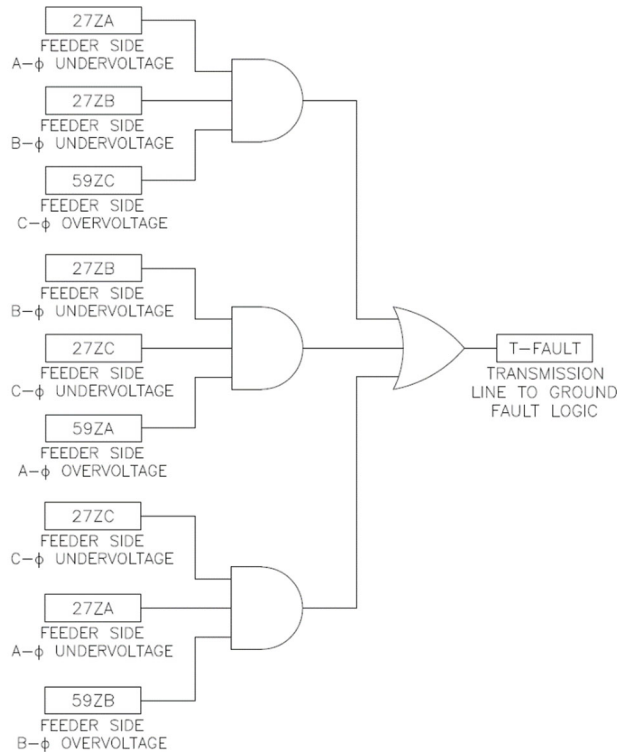 27ZA
FEEDER SIDE
A-ϕ UNDERVOLTAGE
27ZB
FEEDER SIDE
B-ϕ UNDERVOLTAGE
59ZC
FEEDER SIDE
C-ϕ OVERVOLTAGE
27ZB
FEEDER SIDE
B-ϕ UNDERVOLTAGE
27ZC
FEEDER SIDE
C-ϕ UNDERVOLTAGE
59ZA
FEEDER SIDE
A-ϕ OVERVOLTAGE
27ZC
FEEDER SIDE
C-ϕ UNDERVOLTAGE
27ZA
FEEDER SIDE
A-ϕ UNDERVOLTAGE
59ZB
FEEDER SIDE
B-ϕ OVERVOLTAGE
T-FAULT
TRANSMISSION
LINE TO GROUND
FAULT LOGIC